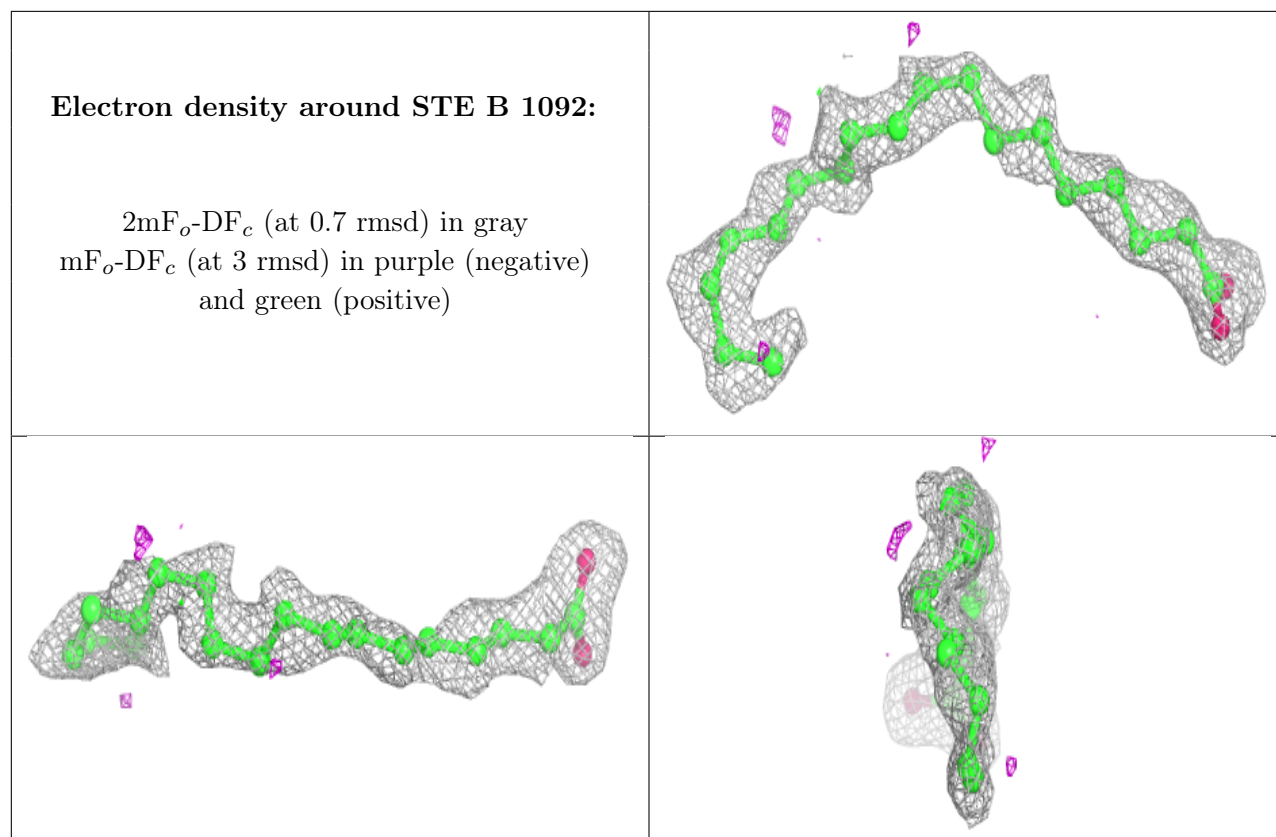 Electron density around STE B 1092:
2mFₒ-DF𝒸 (at 0.7 rmsd) in gray
mFₒ-DF𝒸 (at 3 rmsd) in purple (negative)
and green (positive)